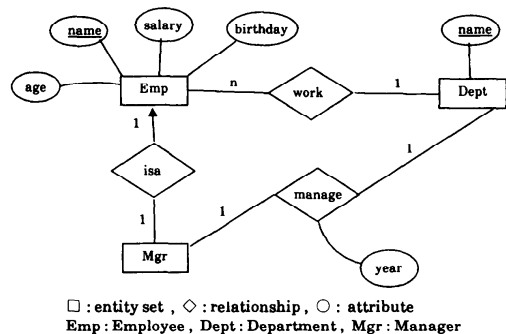 name
salary
birthday
name
age
Emp
n
work
1
Dept
1
isa
1
1
manage
1
Mgr
year
□ : entity set , ◇ : relationship , ○ : attribute
Emp : Employee , Dept : Department , Mgr : Manager